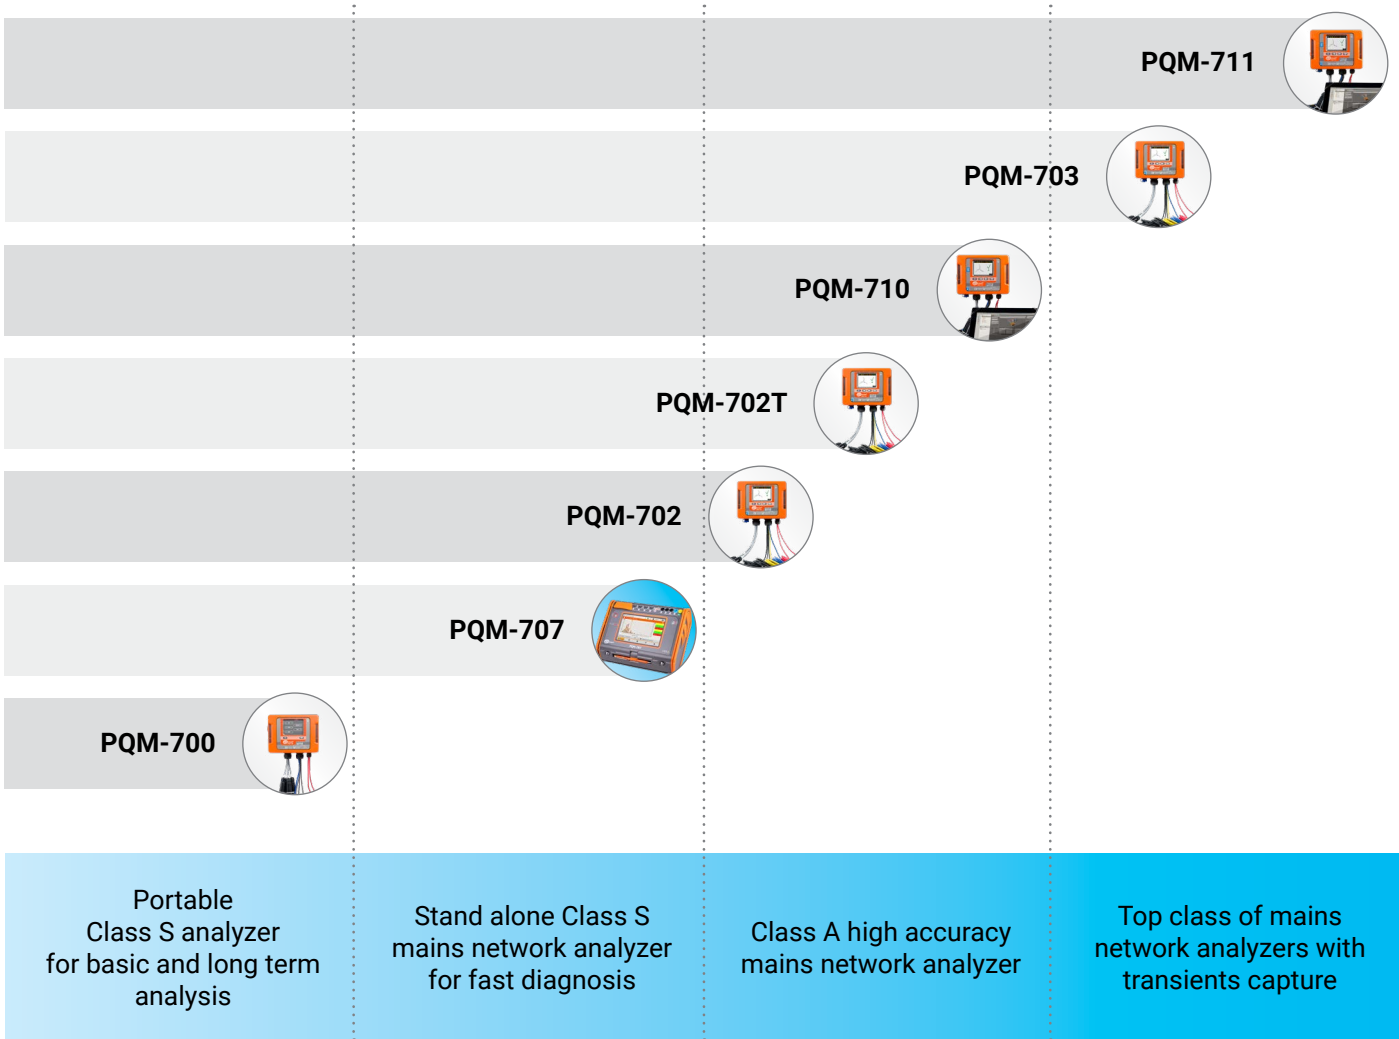 PQM-711
PQM-703
PQM-710
PQM-702T
PQM-702
PQM-707
PQM-700
Portable
Class S analyzer
for basic and long term
analysis
Stand alone Class S
mains network analyzer
for fast diagnosis
Class A high accuracy
mains network analyzer
Top class of mains
network analyzers with
transients capture